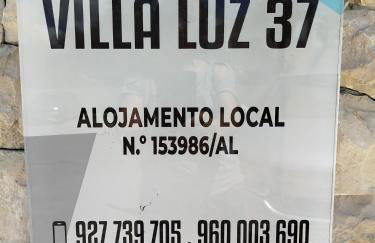 VILLA LUZ 37
ALOJAMENTO LOCAL
N.º 153986/AL
927 739 705 . 960 003 690